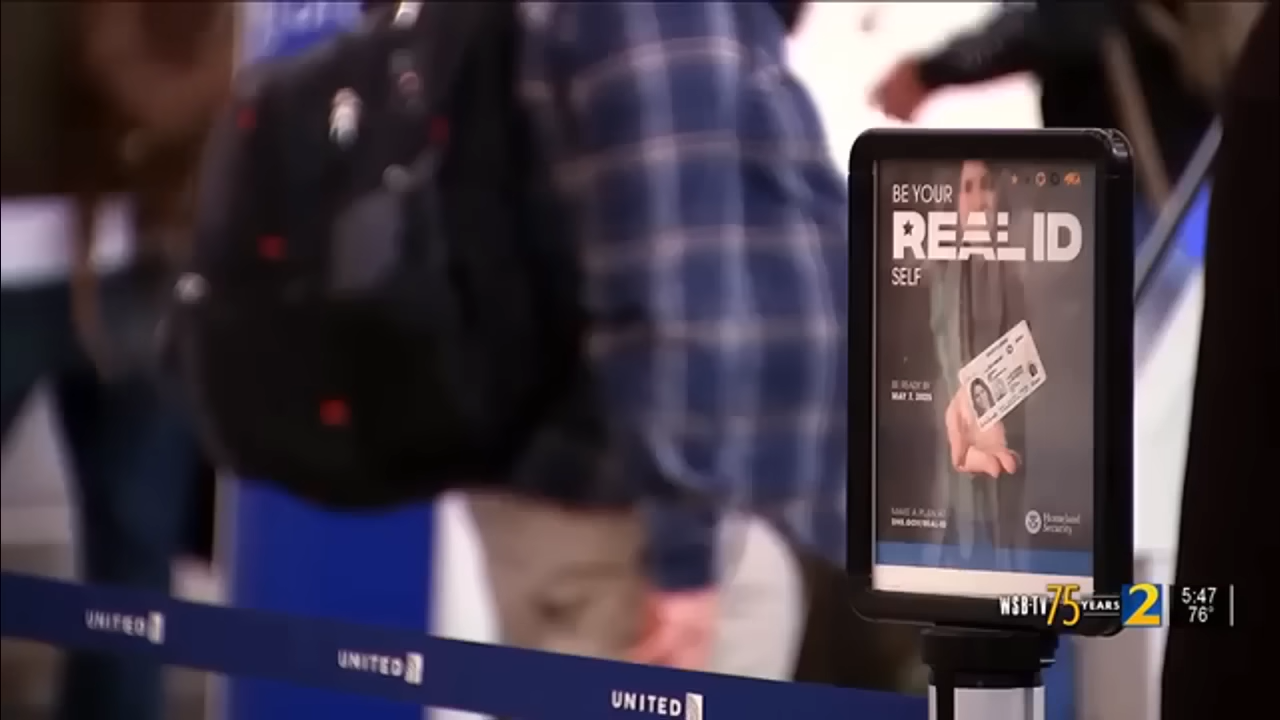 BE YOUR
REAL ID
SELF
BE READY BY
MAY 7, 2025
MAKE A PLAN AT
DHS.GOV/REAL-ID
Homeland
Security
WSB-TV 75 YEARS 2
5:47
76°
UNITED
UNITED
UNITED